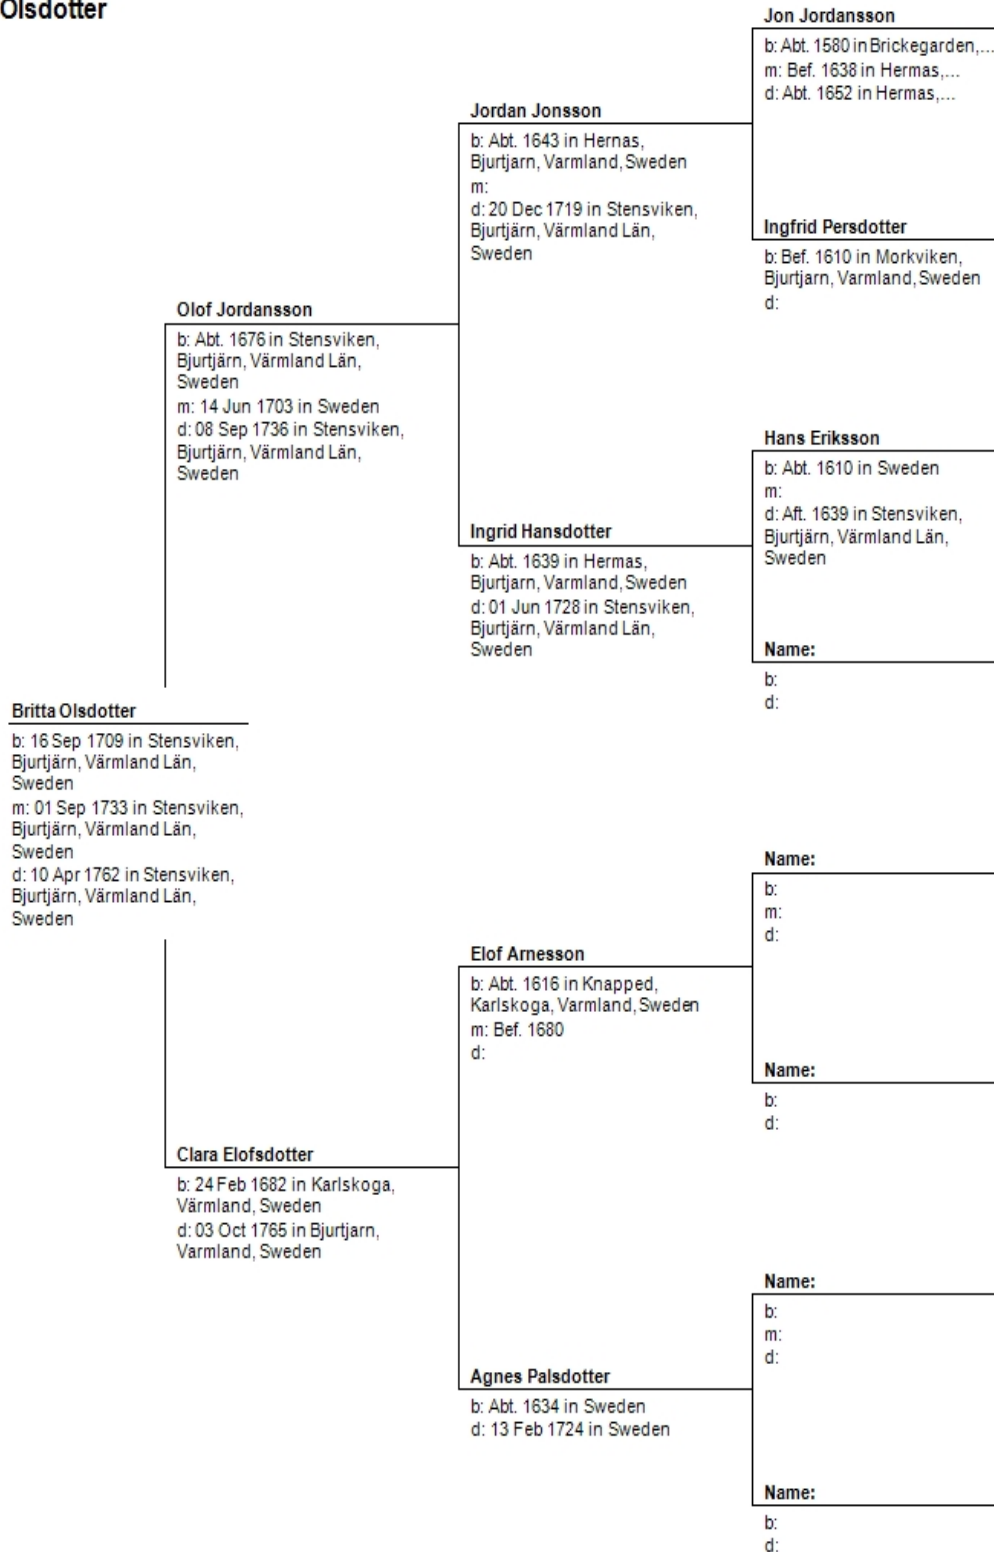 Olsdotter
Jon Jordansson
b: Abt. 1580 in Brickegarden,...
m: Bef. 1638 in Hermas,...
d: Abt. 1652 in Hermas,...
Jordan Jonsson
b: Abt. 1643 in Hernas,
Bjurtjarn, Varmland, Sweden
m:
d: 20 Dec 1719 in Stensviken,
Bjurtjärn, Värmland Län,
Sweden
Ingfrid Persdotter
b: Bef. 1610 in Morkviken,
Bjurtjarn, Varmland, Sweden
d:
Olof Jordansson
b: Abt. 1676 in Stensviken,
Bjurtjärn, Värmland Län,
Sweden
m: 14 Jun 1703 in Sweden
d: 08 Sep 1736 in Stensviken,
Bjurtjärn, Värmland Län,
Sweden
Hans Eriksson
b: Abt. 1610 in Sweden
m:
d: Aft. 1639 in Stensviken,
Bjurtjärn, Värmland Län,
Sweden
Ingrid Hansdotter
b: Abt. 1639 in Hermas,
Bjurtjarn, Varmland, Sweden
d: 01 Jun 1728 in Stensviken,
Bjurtjärn, Värmland Län,
Sweden
Name:
b:
d:
Britta Olsdotter
b: 16 Sep 1709 in Stensviken,
Bjurtjärn, Värmland Län,
Sweden
m: 01 Sep 1733 in Stensviken,
Bjurtjärn, Värmland Län,
Sweden
d: 10 Apr 1762 in Stensviken,
Bjurtjärn, Värmland Län,
Sweden
Name:
b:
m:
d:
Elof Arnesson
b: Abt. 1616 in Knapped,
Karlskoga, Varmland, Sweden
m: Bef. 1680
d:
Name:
b:
d:
Clara Elofsdotter
b: 24 Feb 1682 in Karlskoga,
Värmland, Sweden
d: 03 Oct 1765 in Bjurtjarn,
Varmland, Sweden
Name:
b:
m:
d:
Agnes Palsdotter
b: Abt. 1634 in Sweden
d: 13 Feb 1724 in Sweden
Name:
b:
d: